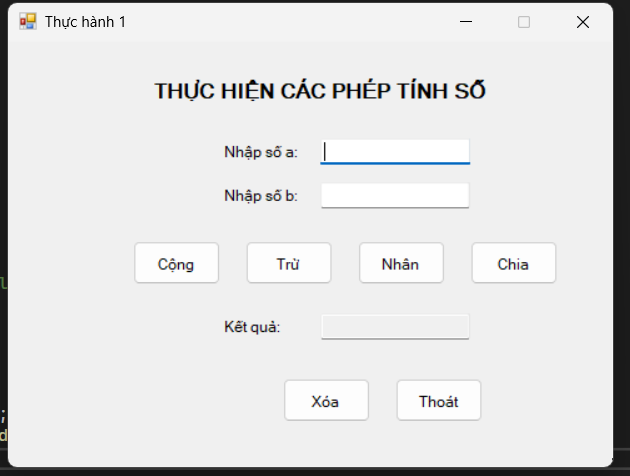 Thực hành 1
THỰC HIỆN CÁC PHÉP TÍNH SỐ
Nhập số a:
Nhập số b:
Cộng Trừ Nhân Chia
Kết quả:
Xóa Thoát